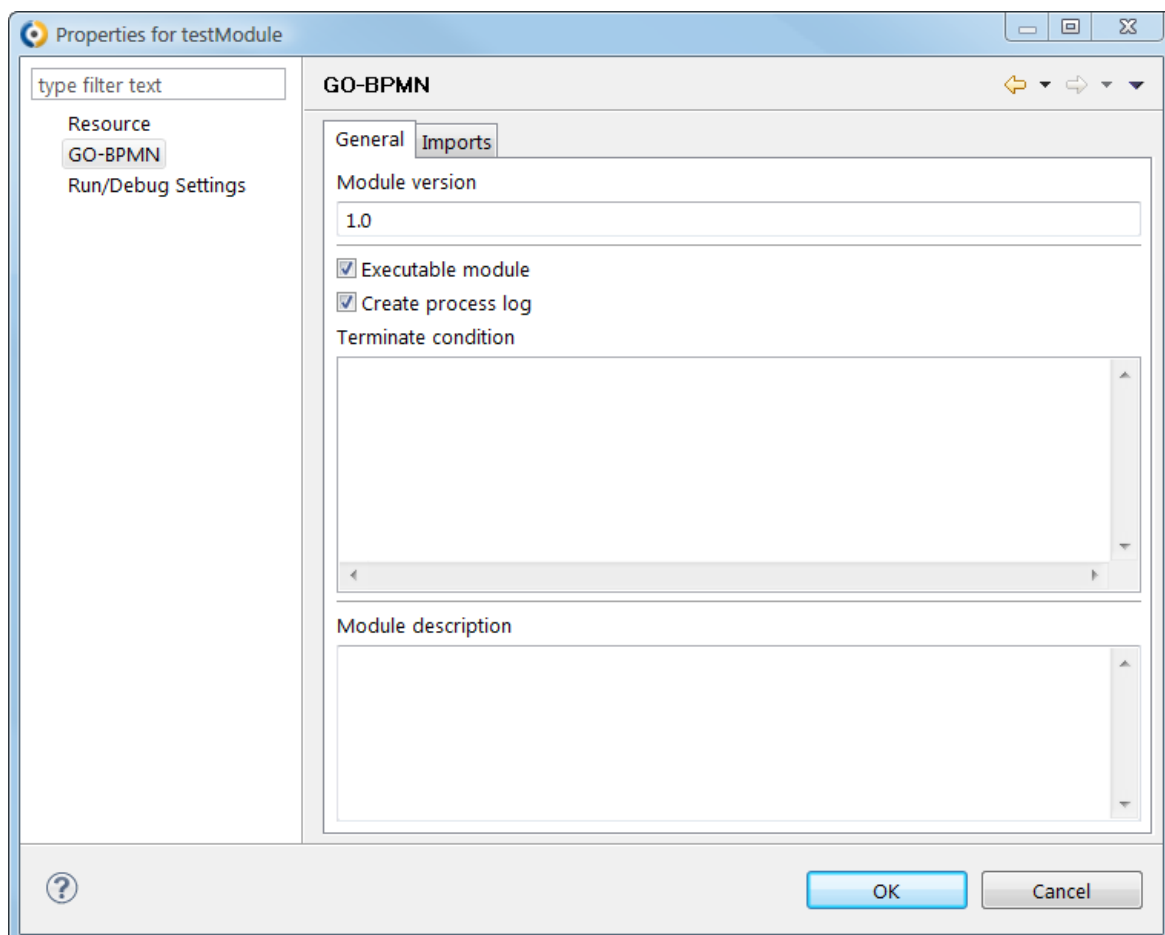 Properties for testModule
type filter text
Resource
GO-BPMN
Run/Debug Settings
GO-BPMN
General
Imports
Module version
1.0
Executable module
Create process log
Terminate condition
Module description
OK
Cancel